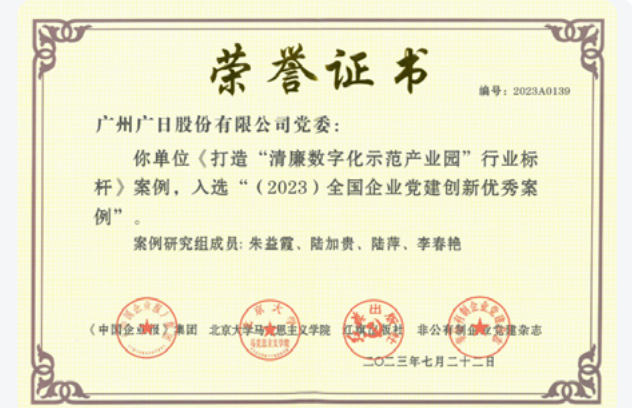 荣誉证书
编号：2023A0139
广州广日股份有限公司党委：
你单位《打造“清廉数字化示范产业园”行业标
杆》案例，入选“（2023）全国企业党建创新优秀案
例”。
案例研究组成员：朱益霞、陆加贵、陆萍、李春艳
《中国企业报》集团 北京大学马克思主义学院 红旗出版社 非公有制企业党建杂志
二〇二三年七月二十二日